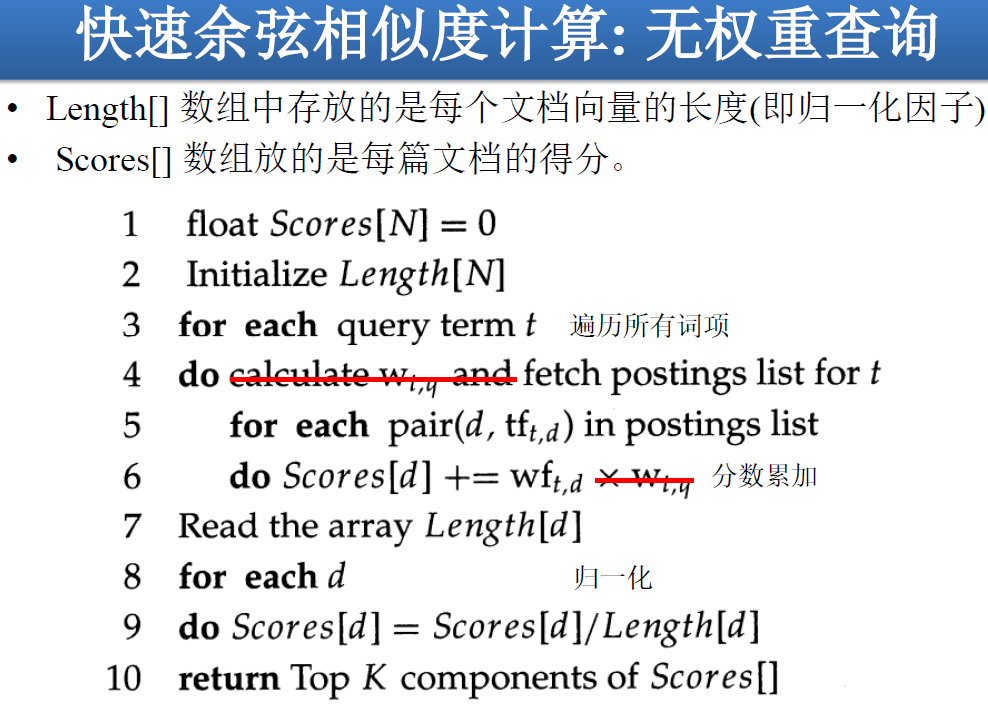 快速余弦相似度计算: 无权重查询
• Length[] 数组中存放的是每个文档向量的长度(即归一化因子)
• Scores[] 数组放的是每篇文档的得分。
1 float Scores[N] = 0
2 Initialize Length[N]
3 for each query term t 遍历所有词项
4 do calculate w_{t,q} and fetch postings list for t
5 for each pair(d, tf_{t,d}) in postings list
6 do Scores[d] += wf_{t,d} × w_{t,q} 分数累加
7 Read the array Length[d]
8 for each d 归一化
9 do Scores[d] = Scores[d]/Length[d]
10 return Top K components of Scores[]